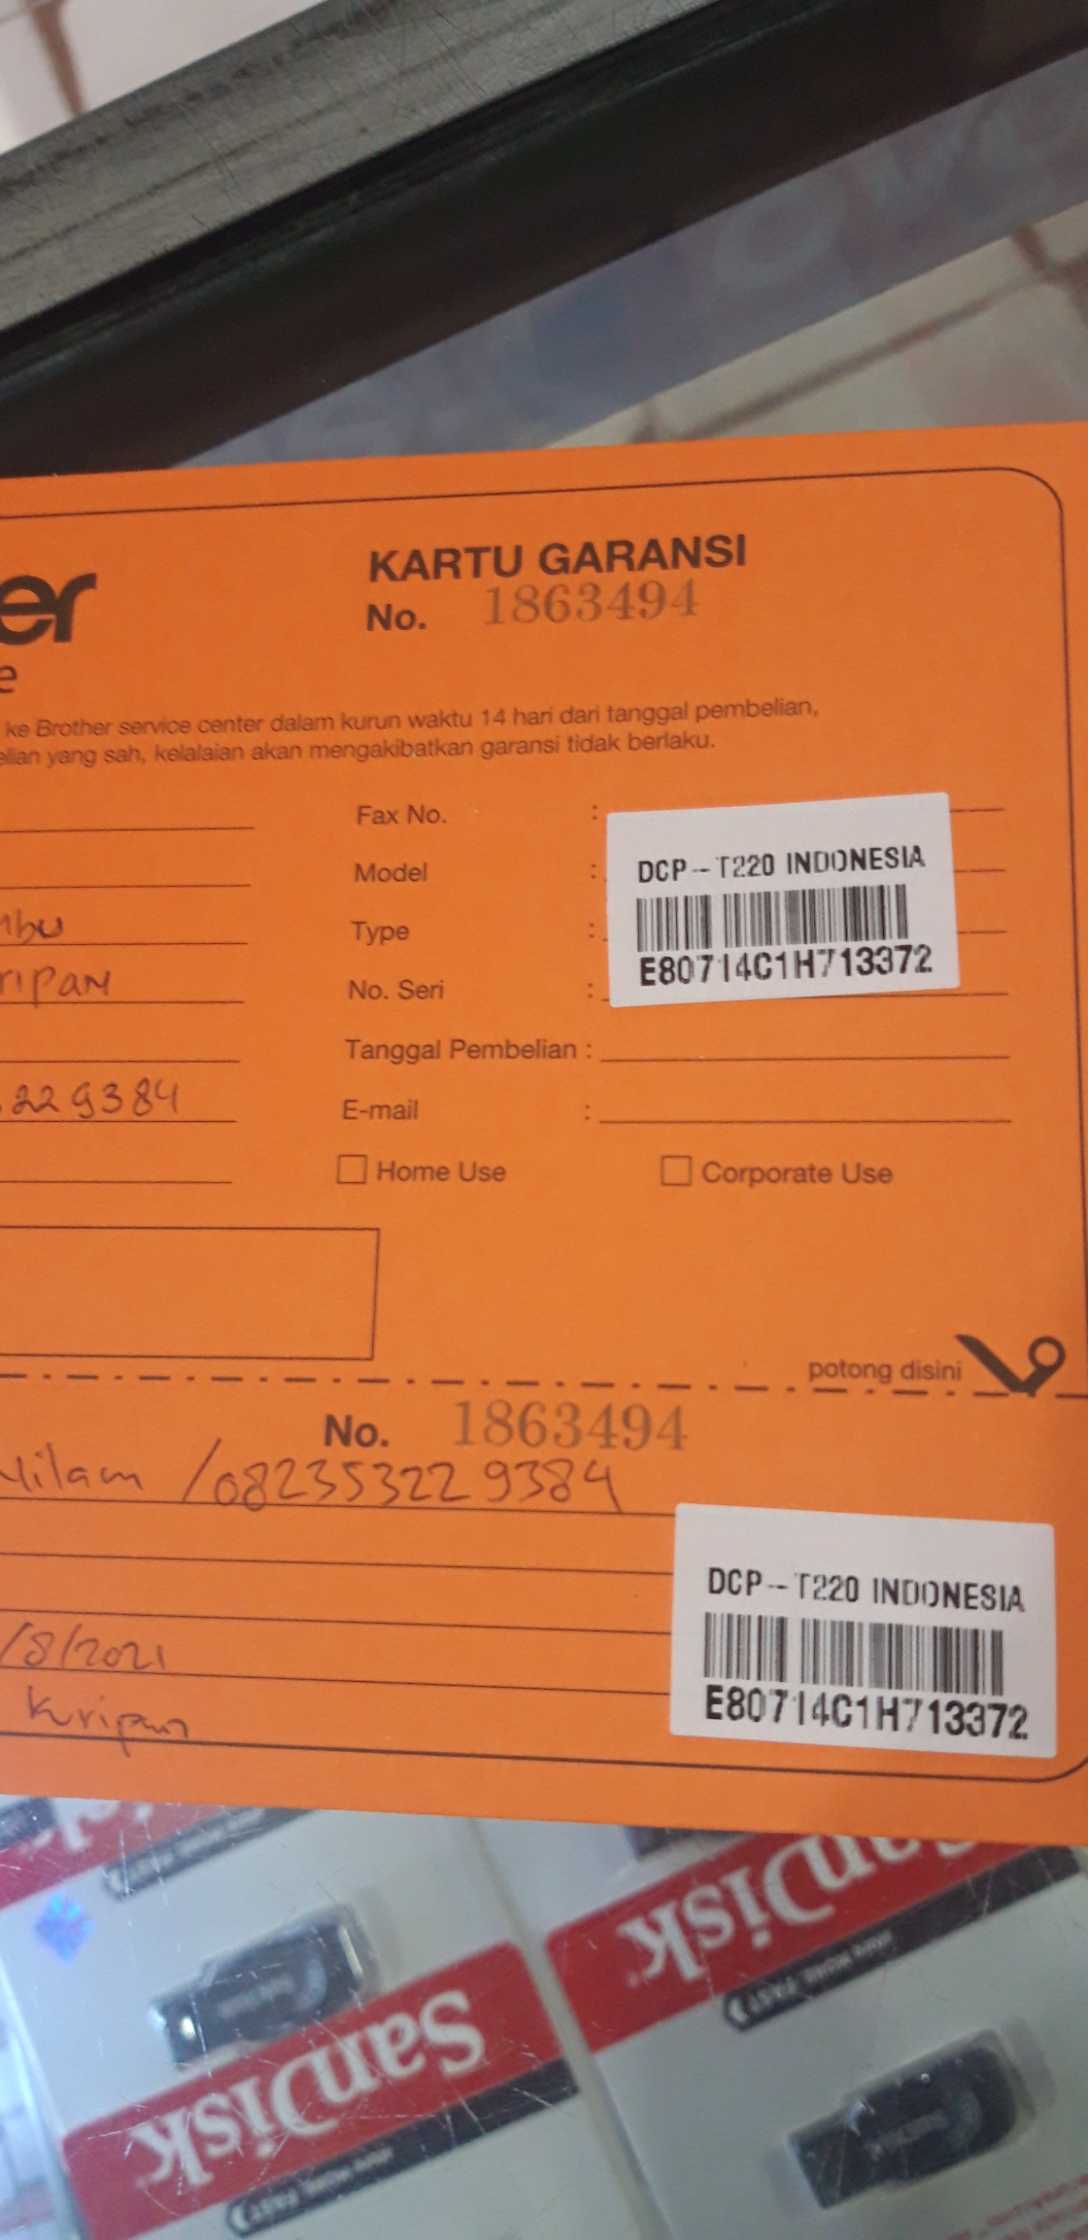 er
e
KARTU GARANSI
No. 1863494
ke Brother service center dalam kurun waktu 14 hari dari tanggal pembelian,
elian yang sah, kelalaian akan mengakibatkan garansi tidak berlaku.
Fax No. :
Model :
DCP--T220 INDONESIA
Type :
No. Seri :
E80714C1H713372
ripan
Tanggal Pembelian :
229384
E-mail :
Home Use
Corporate Use
potong disini
No. 1863494
/082353229384
DCP--T220 INDONESIA
E80714C1H713372
/8/2021
Kuripan
SanDisk
SanDisk